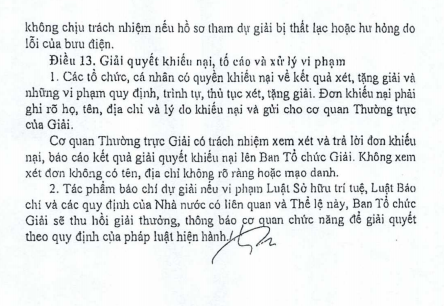 không chịu trách nhiệm nếu hồ sơ tham dự giải bị thất lạc hoặc hư hỏng do
lỗi của bưu điện.
Điều 13. Giải quyết khiếu nại, tố cáo và xử lý vi phạm
1. Các tổ chức, cá nhân có quyền khiếu nại về kết quả xét, tặng giải và
những vi phạm quy định, trình tự, thủ tục xét, tặng giải. Đơn khiếu nại phải
ghi rõ họ, tên, địa chỉ và lý do khiếu nại và gửi cho cơ quan Thường trực
của Giải.
Cơ quan Thường trực Giải có trách nhiệm xem xét và trả lời đơn khiếu
nại, báo cáo kết quả giải quyết khiếu nại lên Ban Tổ chức Giải. Không xem
xét đơn không có tên, địa chỉ không rõ ràng hoặc mạo danh.
2. Tác phẩm báo chí dự giải nếu vi phạm Luật Sở hữu trí tuệ, Luật Báo
chí và các quy định của Nhà nước có liên quan và Thể lệ này, Ban Tổ chức
Giải sẽ thu hồi giải thưởng, thông báo cơ quan chức năng để giải quyết
theo quy định của pháp luật hiện hành./.